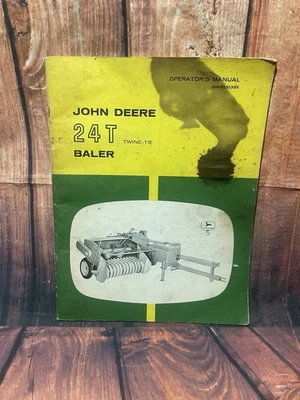 OPERATOR'S MANUAL
JOHN DEERE
24T TWINE-TIE
BALER